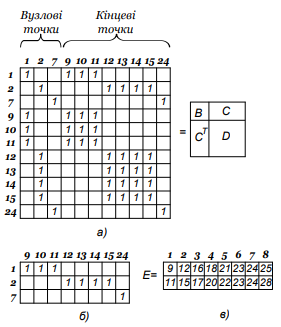 Вузлові Кінцеві
точки точки
1 2 7 9 10 11 12 13 14 15 24
1 1 1 1 1
2 1 1 1 1 1
7 1 1
9 1 1 1 1
10 1 1 1 1
11 1 1 1 1
12 1 1 1 1 1
13 1 1 1 1 1
14 1 1 1 1 1
15 1 1 1 1 1
24 1 1
= B C
Cᵀ D
а)
9 10 11 12 13 14 15 24
1 1 1 1
2 1 1 1 1
7 1
б)
1 2 3 4 5 6 7 8
E= 9 12 16 18 21 23 24 25
11 15 17 20 22 23 24 28
в)